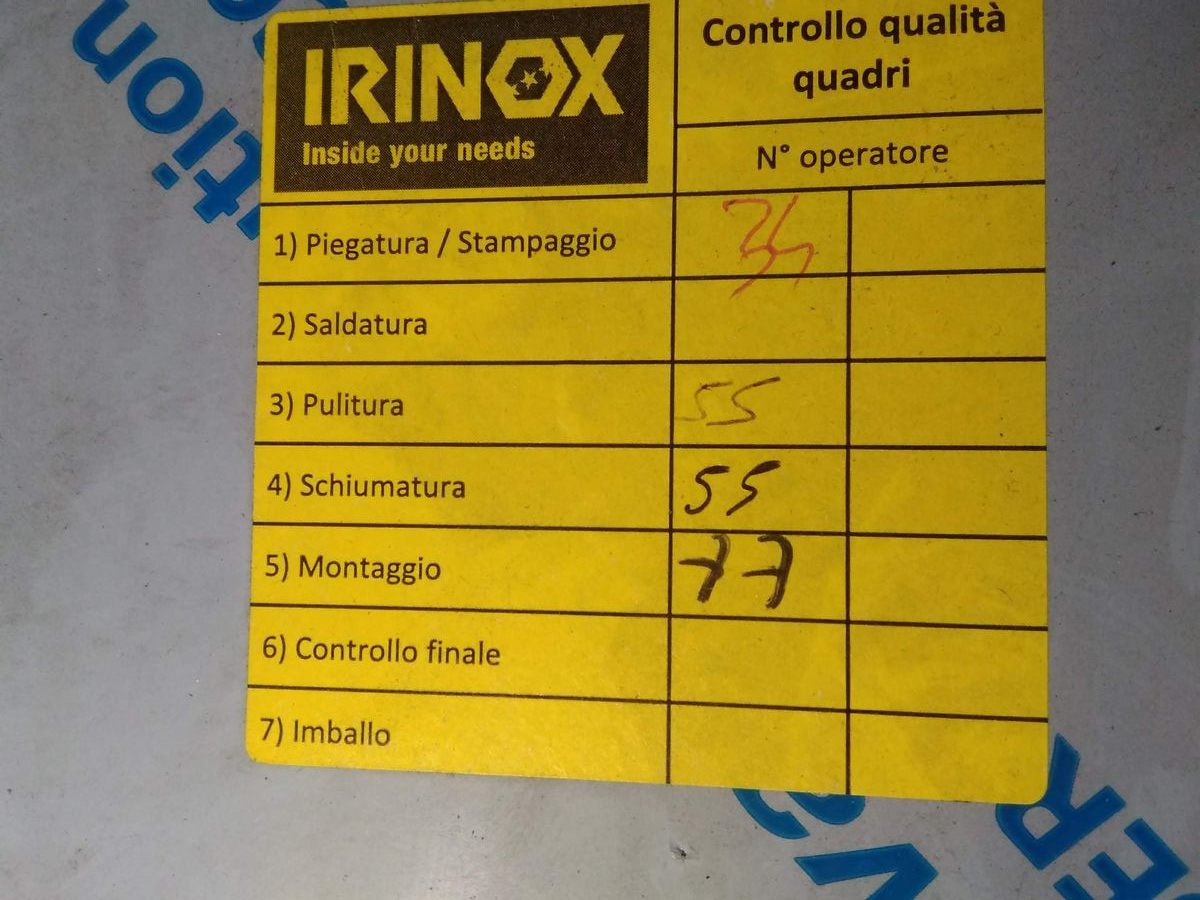 IRINOX
Inside your needs
Controllo qualità
quadri
N° operatore
1) Piegatura / Stampaggio 34
2) Saldatura
3) Pulitura 55
4) Schiumatura 55
5) Montaggio 77
6) Controllo finale
7) Imballo